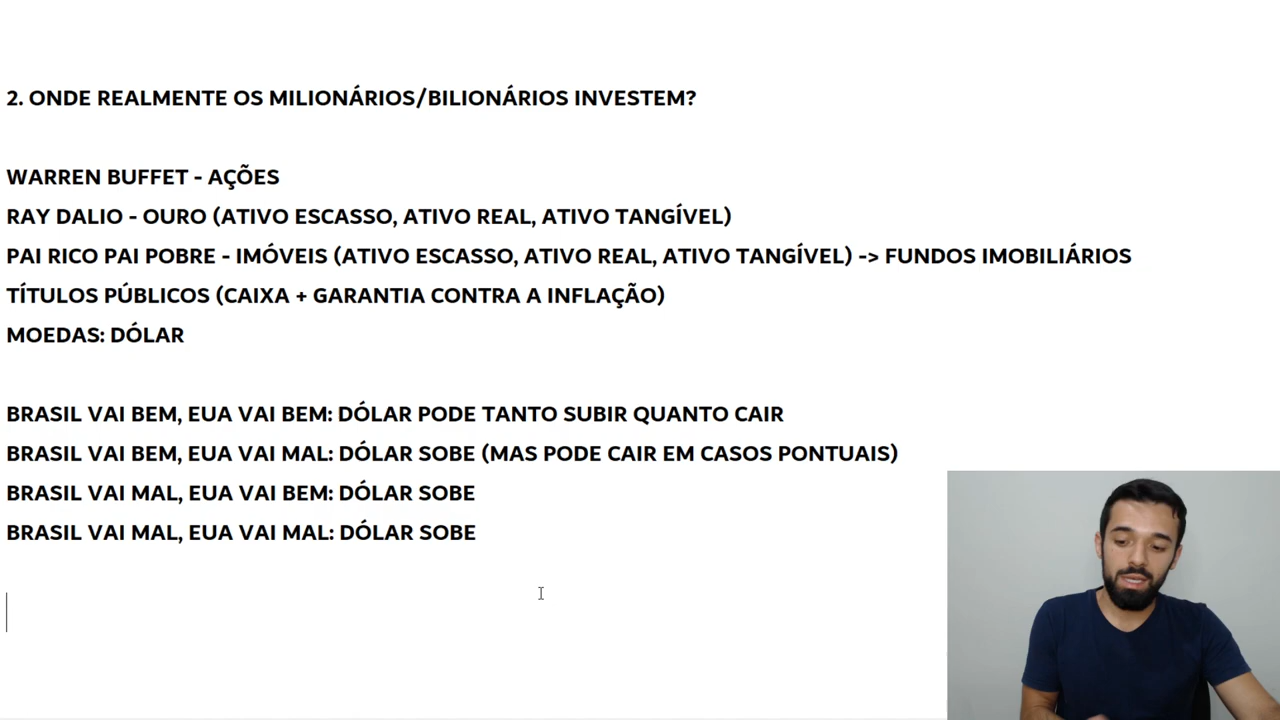 2. ONDE REALMENTE OS MILIONÁRIOS/BILIONÁRIOS INVESTEM?
WARREN BUFFET - AÇÕES
RAY DALIO - OURO (ATIVO ESCASSO, ATIVO REAL, ATIVO TANGÍVEL)
PAI RICO PAI POBRE - IMÓVEIS (ATIVO ESCASSO, ATIVO REAL, ATIVO TANGÍVEL) -> FUNDOS IMOBILIÁRIOS
TÍTULOS PÚBLICOS (CAIXA + GARANTIA CONTRA A INFLAÇÃO)
MOEDAS: DÓLAR
BRASIL VAI BEM, EUA VAI BEM: DÓLAR PODE TANTO SUBIR QUANTO CAIR
BRASIL VAI BEM, EUA VAI MAL: DÓLAR SOBE (MAS PODE CAIR EM CASOS PONTUAIS)
BRASIL VAI MAL, EUA VAI BEM: DÓLAR SOBE
BRASIL VAI MAL, EUA VAI MAL: DÓLAR SOBE